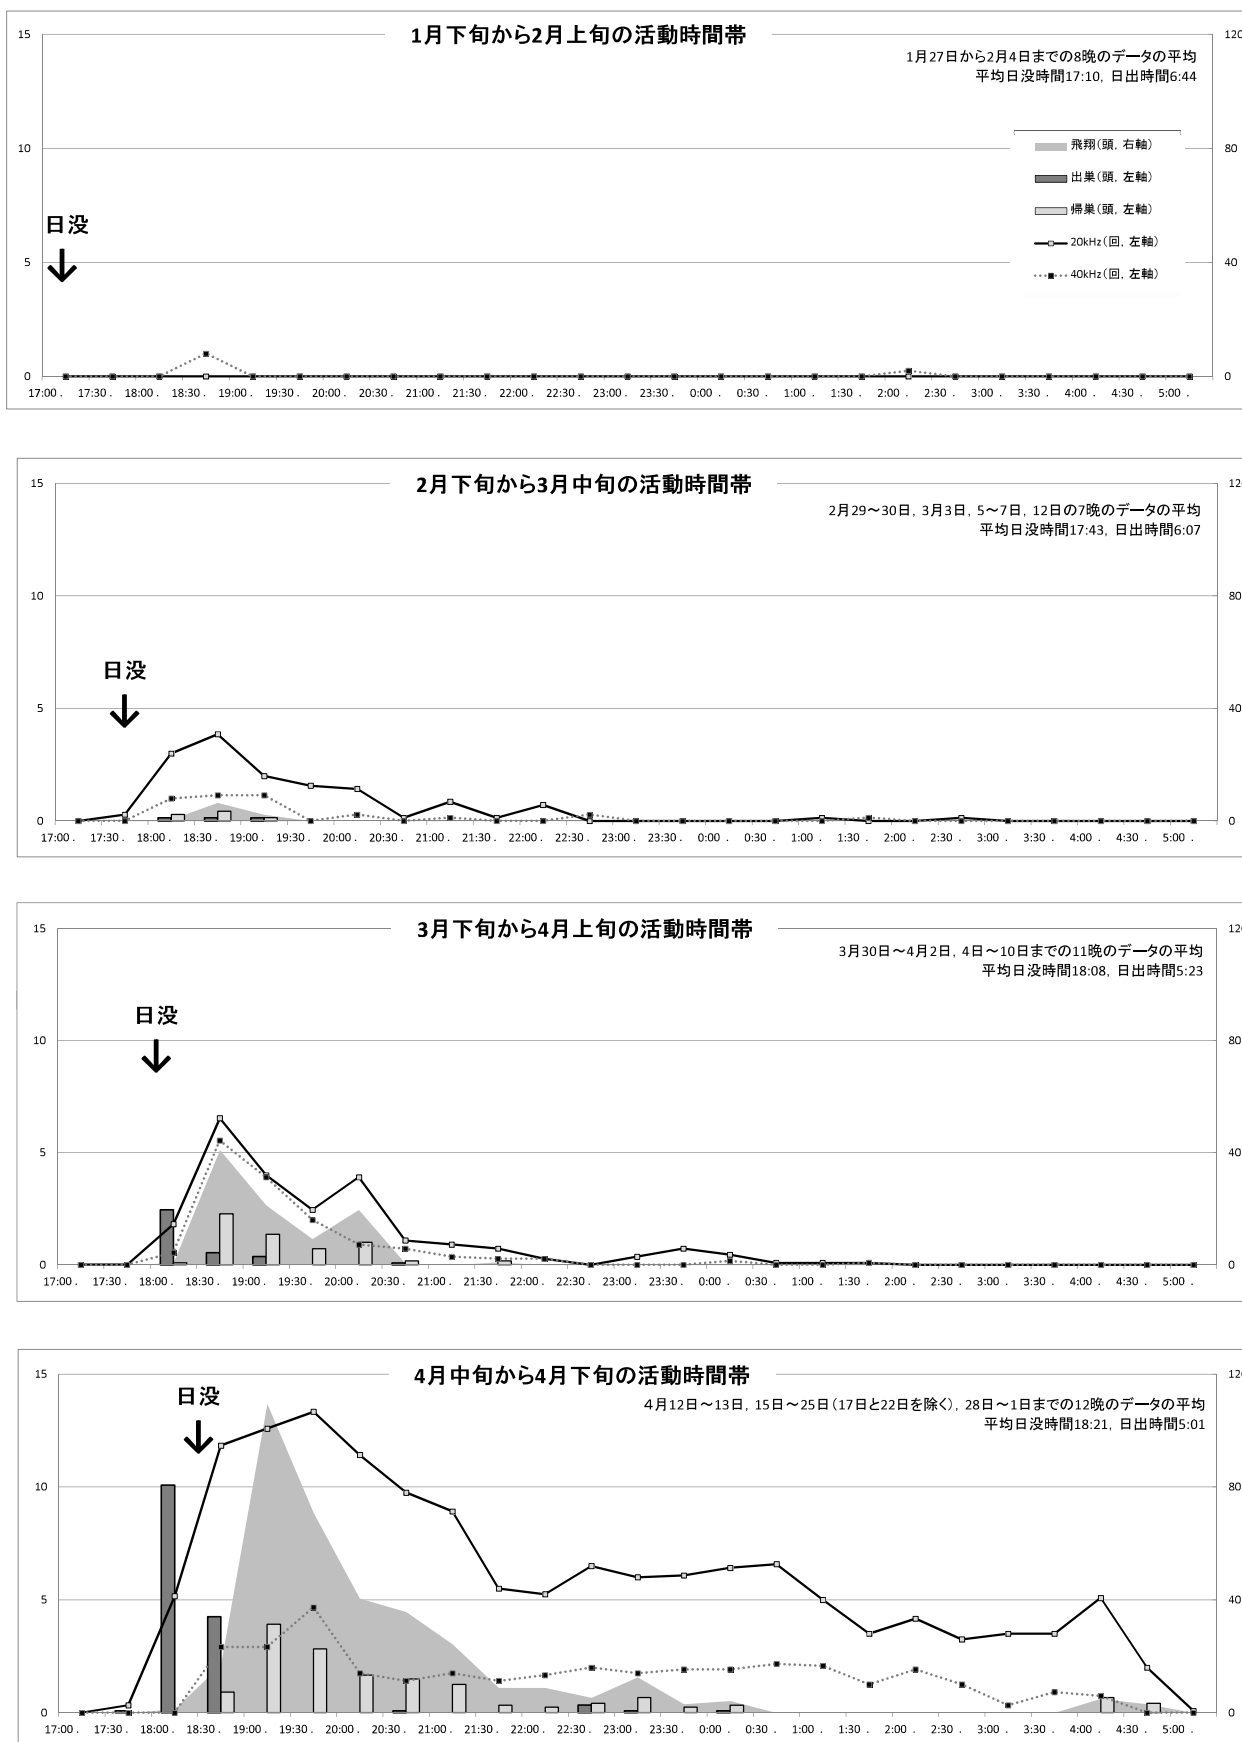 1月下旬から2月上旬の活動時間帯
1月27日から2月4日までの8晩のデータの平均
平均日没時間17:10, 日出時間6:44
15
10
5
0
120
80
40
0
日没
飛翔(頭, 右軸)
出巣(頭, 左軸)
帰巣(頭, 左軸)
20kHz(回, 左軸)
40kHz(回, 左軸)
17:00 . 17:30 . 18:00 . 18:30 . 19:00 . 19:30 . 20:00 . 20:30 . 21:00 . 21:30 . 22:00 . 22:30 . 23:00 . 23:30 . 0:00 . 0:30 . 1:00 . 1:30 . 2:00 . 2:30 . 3:00 . 3:30 . 4:00 . 4:30 . 5:00 .
2月下旬から3月中旬の活動時間帯
2月29～30日, 3月3日, 5～7日, 12日の7晩のデータの平均
平均日没時間17:43, 日出時間6:07
15
10
5
0
12
80
40
0
日没
17:00 . 17:30 . 18:00 . 18:30 . 19:00 . 19:30 . 20:00 . 20:30 . 21:00 . 21:30 . 22:00 . 22:30 . 23:00 . 23:30 . 0:00 . 0:30 . 1:00 . 1:30 . 2:00 . 2:30 . 3:00 . 3:30 . 4:00 . 4:30 . 5:00 .
3月下旬から4月上旬の活動時間帯
3月30日～4月2日, 4日～10日までの11晩のデータの平均
平均日没時間18:08, 日出時間5:23
15
10
5
0
12
80
40
0
日没
17:00 . 17:30 . 18:00 . 18:30 . 19:00 . 19:30 . 20:00 . 20:30 . 21:00 . 21:30 . 22:00 . 22:30 . 23:00 . 23:30 . 0:00 . 0:30 . 1:00 . 1:30 . 2:00 . 2:30 . 3:00 . 3:30 . 4:00 . 4:30 . 5:00 .
4月中旬から4月下旬の活動時間帯
4月12日～13日, 15日～25日(17日と22日を除く), 28日～1日までの12晩のデータの平均
平均日没時間18:21, 日出時間5:01
15
10
5
0
12
80
40
0
日没
17:00 . 17:30 . 18:00 . 18:30 . 19:00 . 19:30 . 20:00 . 20:30 . 21:00 . 21:30 . 22:00 . 22:30 . 23:00 . 23:30 . 0:00 . 0:30 . 1:00 . 1:30 . 2:00 . 2:30 . 3:00 . 3:30 . 4:00 . 4:30 . 5:00 .